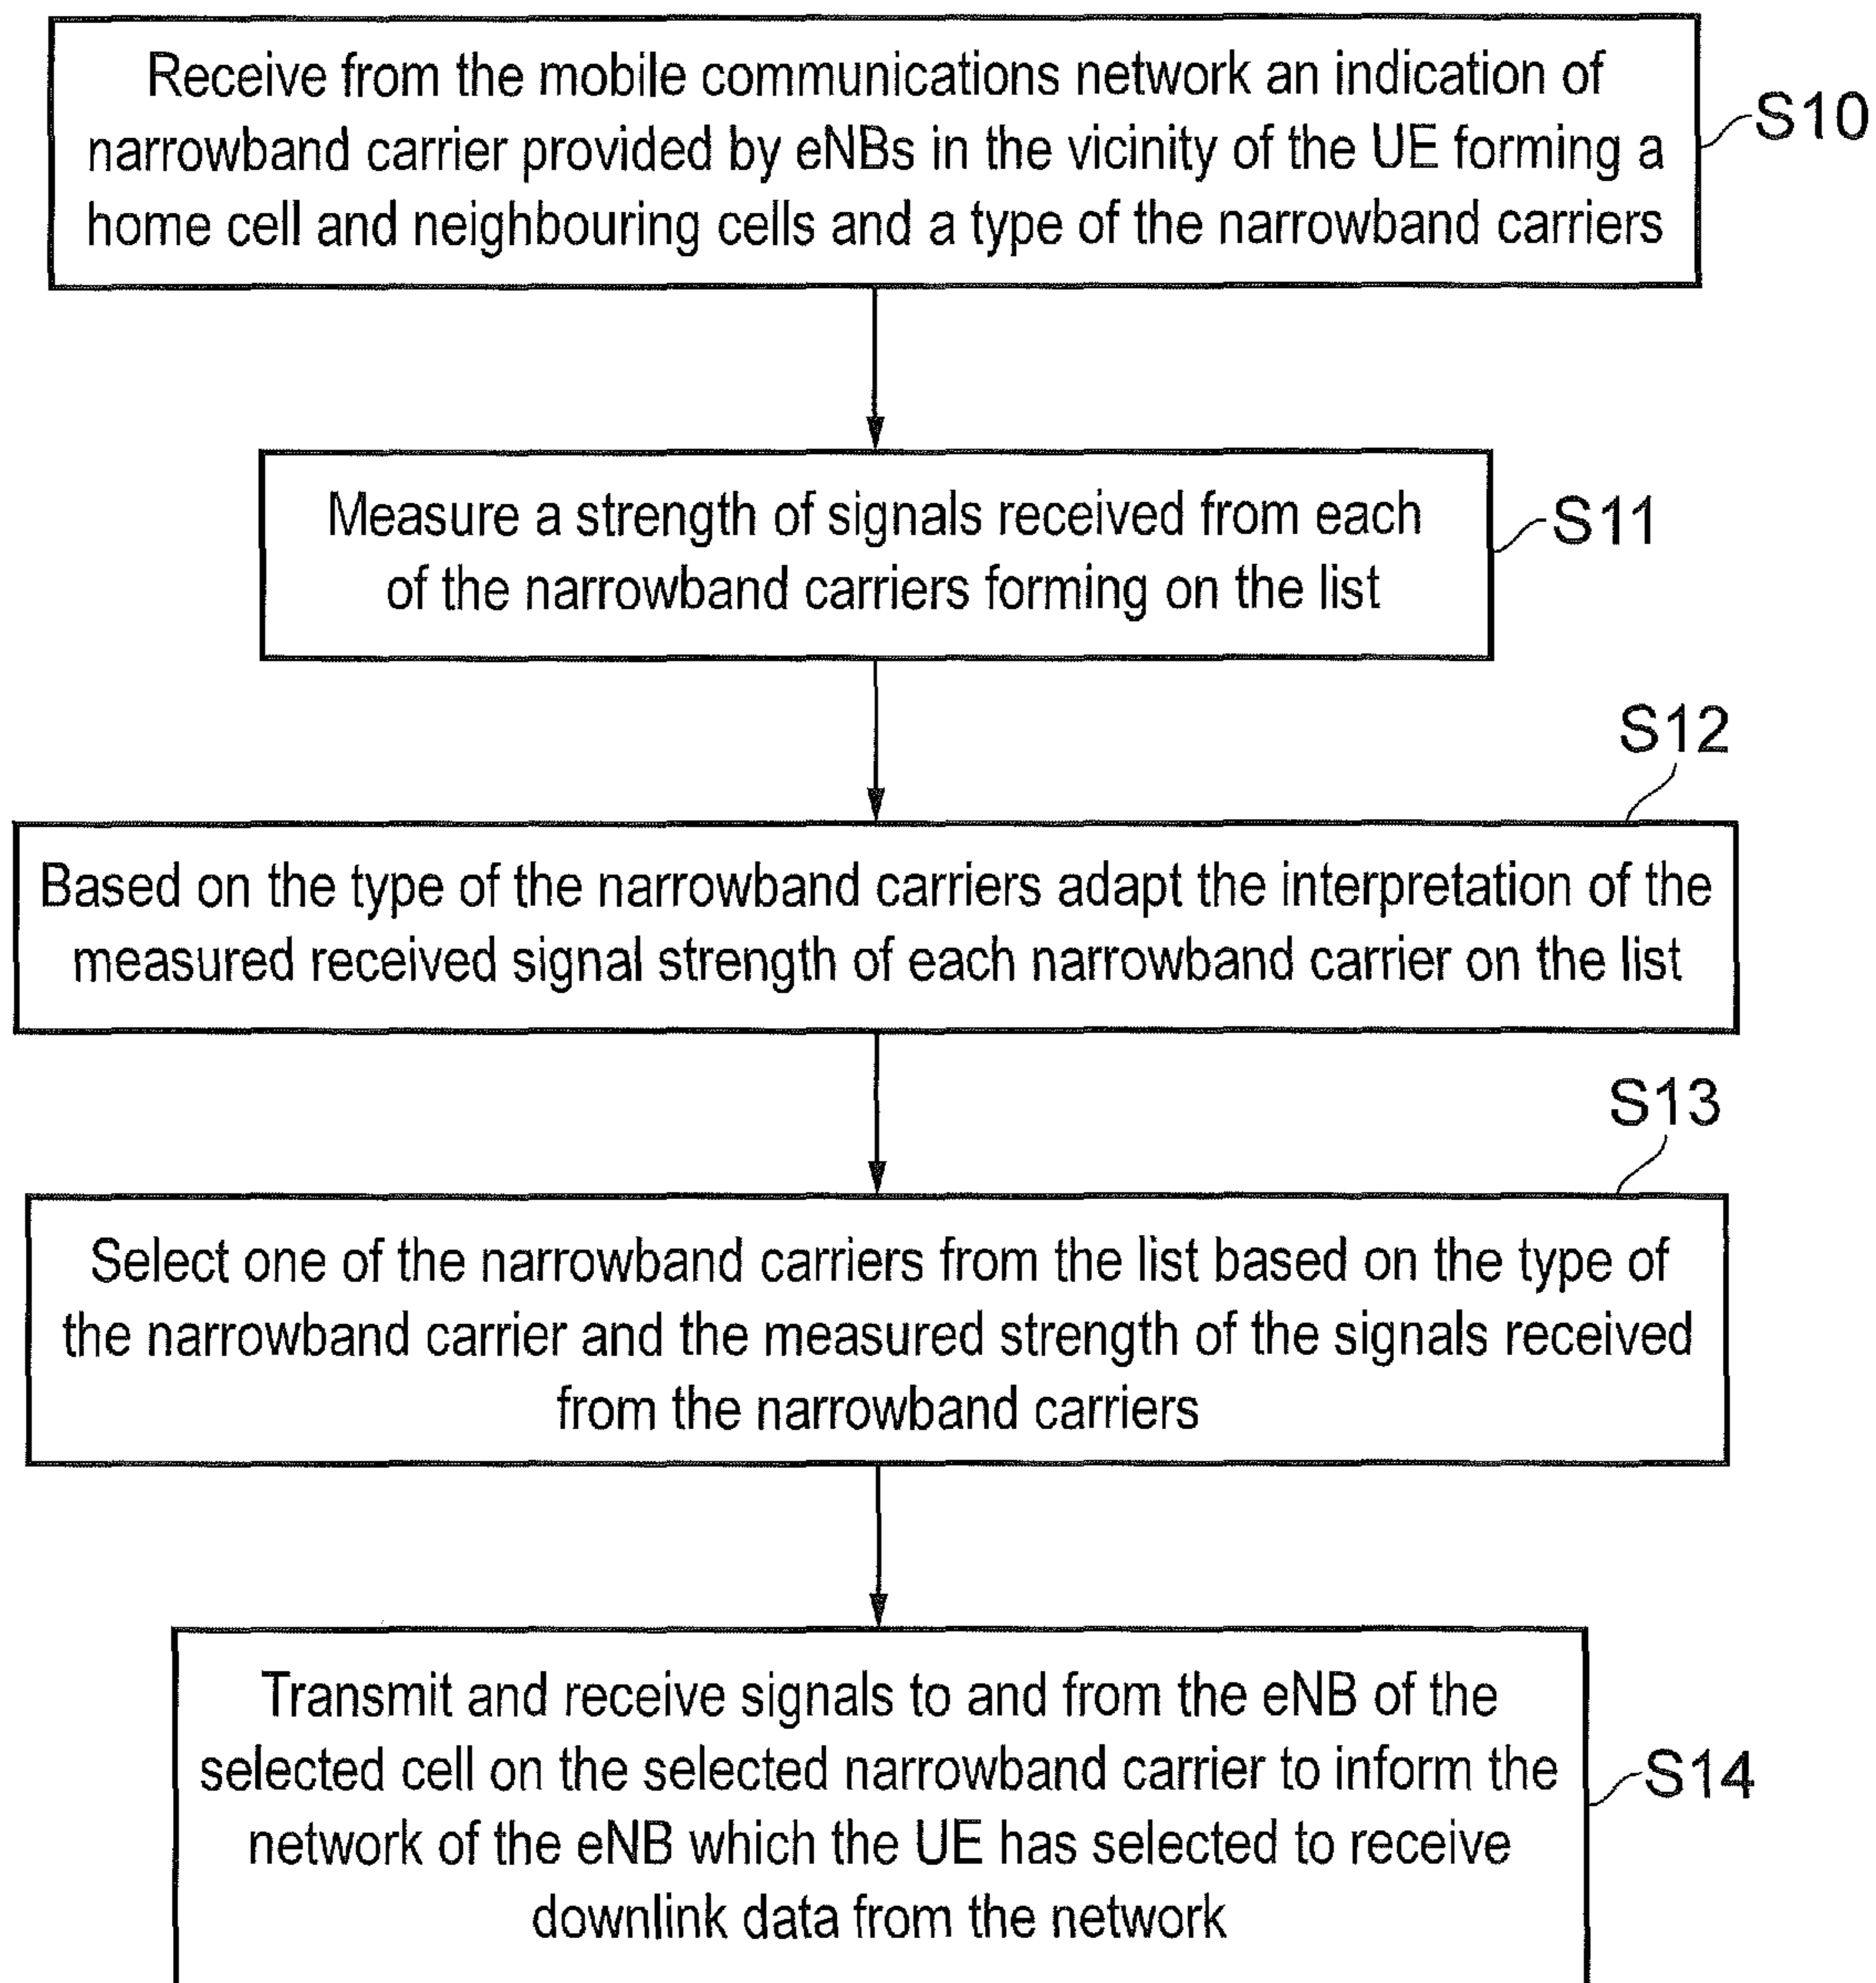 Receive from the mobile communications network an indication of
narrowband carrier provided by eNBs in the vicinity of the UE forming a
home cell and neighbouring cells and a type of the narrowband carriers
S10
Measure a strength of signals received from each
of the narrowband carriers forming on the list
S11
S12
Based on the type of the narrowband carriers adapt the interpretation of the
measured received signal strength of each narrowband carrier on the list
S13
Select one of the narrowband carriers from the list based on the type of
the narrowband carrier and the measured strength of the signals received
from the narrowband carriers
Transmit and receive signals to and from the eNB of the
selected cell on the selected narrowband carrier to inform the
network of the eNB which the UE has selected to receive
downlink data from the network
S14